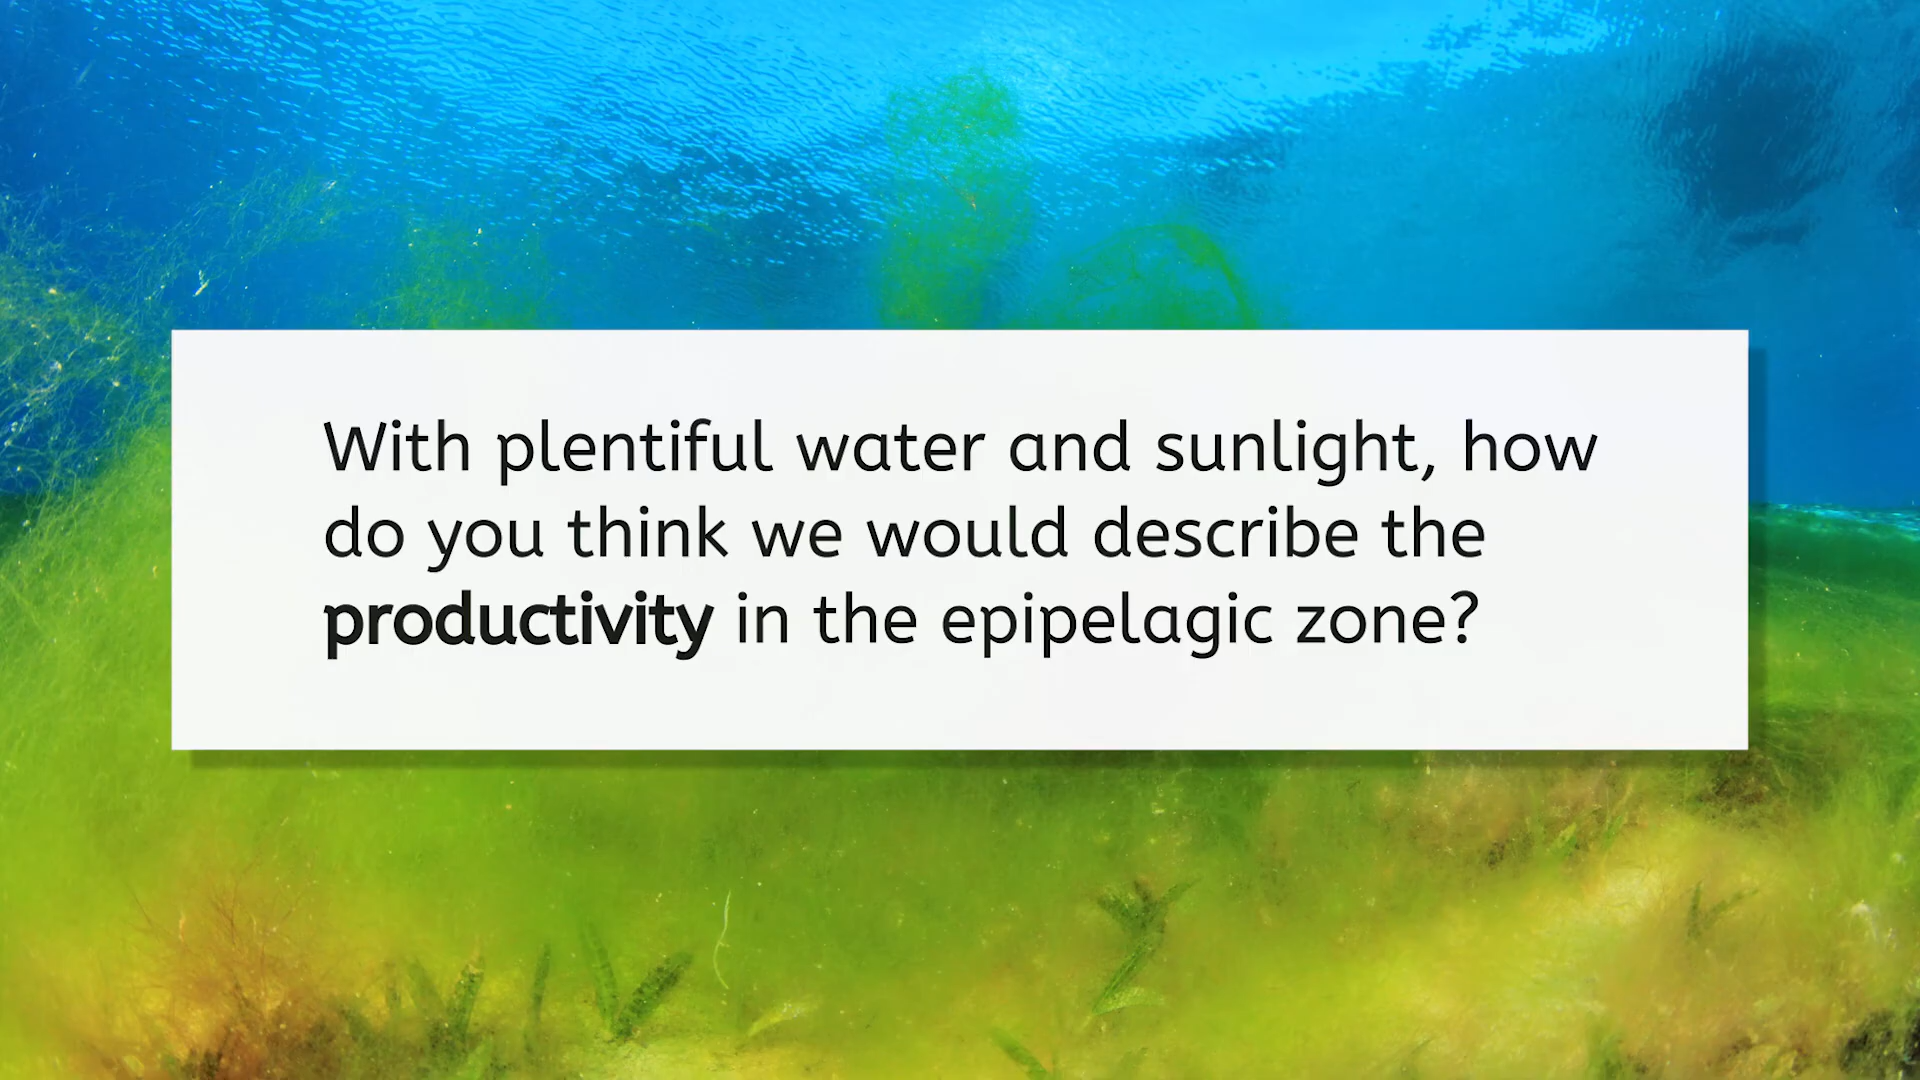 With plentiful water and sunlight, how
do you think we would describe the
productivity in the epipelagic zone?